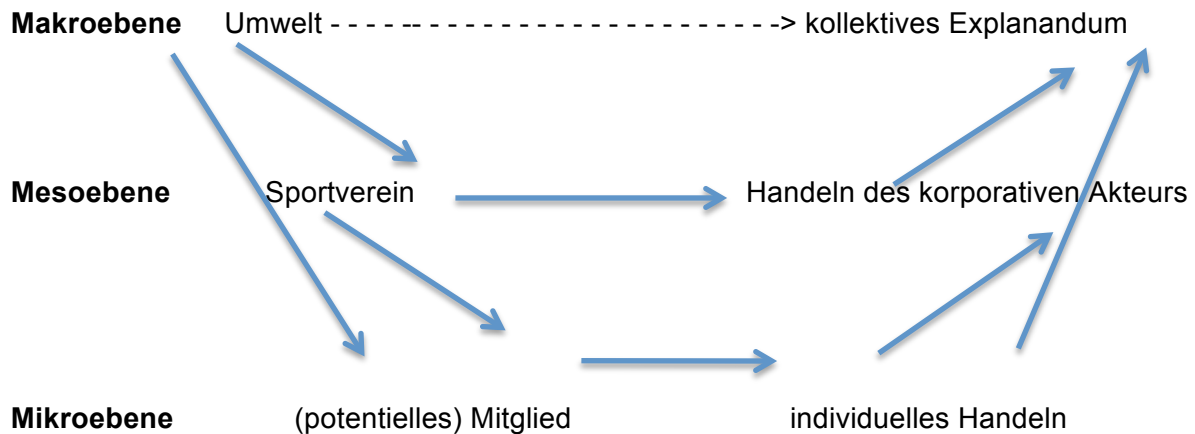 Makroebene Umwelt - - - - -- - - - - - - - - - - - - - - - - - - -> kollektives Explanandum
Mesoebene Sportverein Handeln des korporativen Akteurs
Mikroebene (potentielles) Mitglied individuelles Handeln